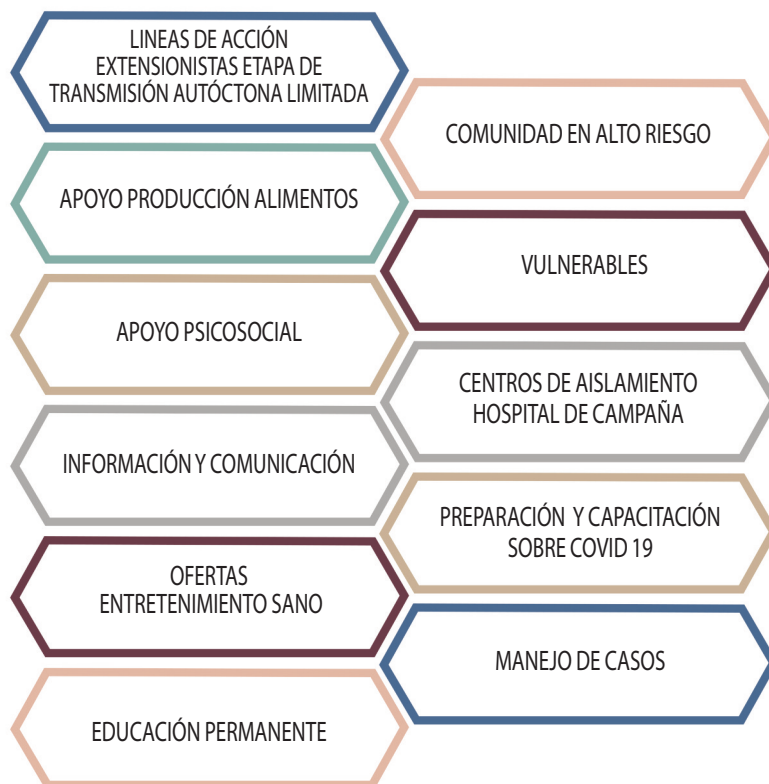 LINEAS DE ACCIÓN
EXTENSIONISTAS ETAPA DE
TRANSMISIÓN AUTÓCTONA LIMITADA
COMUNIDAD EN ALTO RIESGO
APOYO PRODUCCIÓN ALIMENTOS
VULNERABLES
APOYO PSICOSOCIAL
CENTROS DE AISLAMIENTO
HOSPITAL DE CAMPAÑA
INFORMACIÓN Y COMUNICACIÓN
PREPARACIÓN Y CAPACITACIÓN
SOBRE COVID 19
OFERTAS
ENTRETENIMIENTO SANO
MANEJO DE CASOS
EDUCACIÓN PERMANENTE